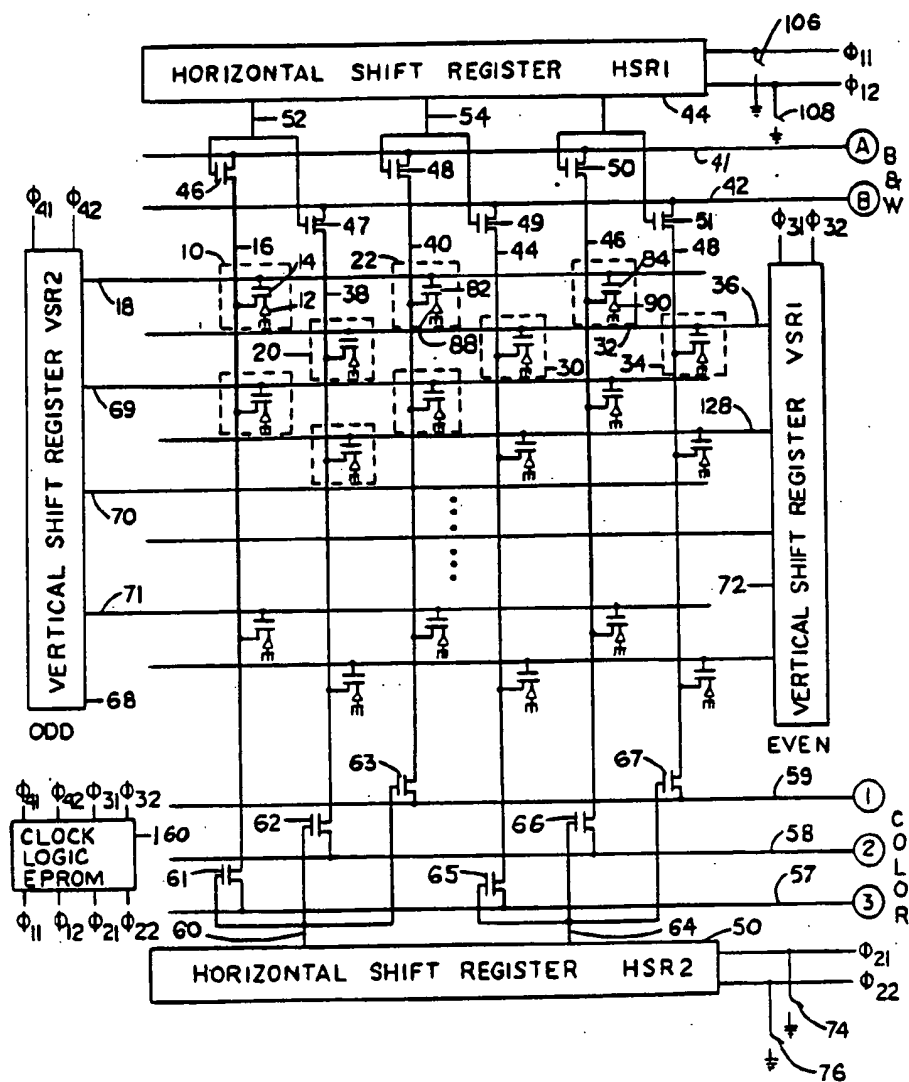 106
HORIZONTAL SHIFT REGISTER HSR1
Φ11
Φ12
44
108
52
54
46
48
50
41
A
B & W
42
B
47
49
51
Φ41 Φ42
Φ31 Φ32
10
16
14
22
40
44
46
48
84
36
18
12
38
82
90
20
88
32
34
30
69
128
70
72
71
VERTICAL SHIFT REGISTER VSR2
VERTICAL SHIFT REGISTER VSR1
68
ODD
EVEN
63
67
59
1
Φ41 Φ42 Φ31 Φ32
CLOCK
LOGIC
EPROM
160
62
66
58
2
COLOR
61
65
57
3
Φ11 Φ12 Φ21 Φ22
60
64
50
HORIZONTAL SHIFT REGISTER HSR2
Φ21
Φ22
74
76